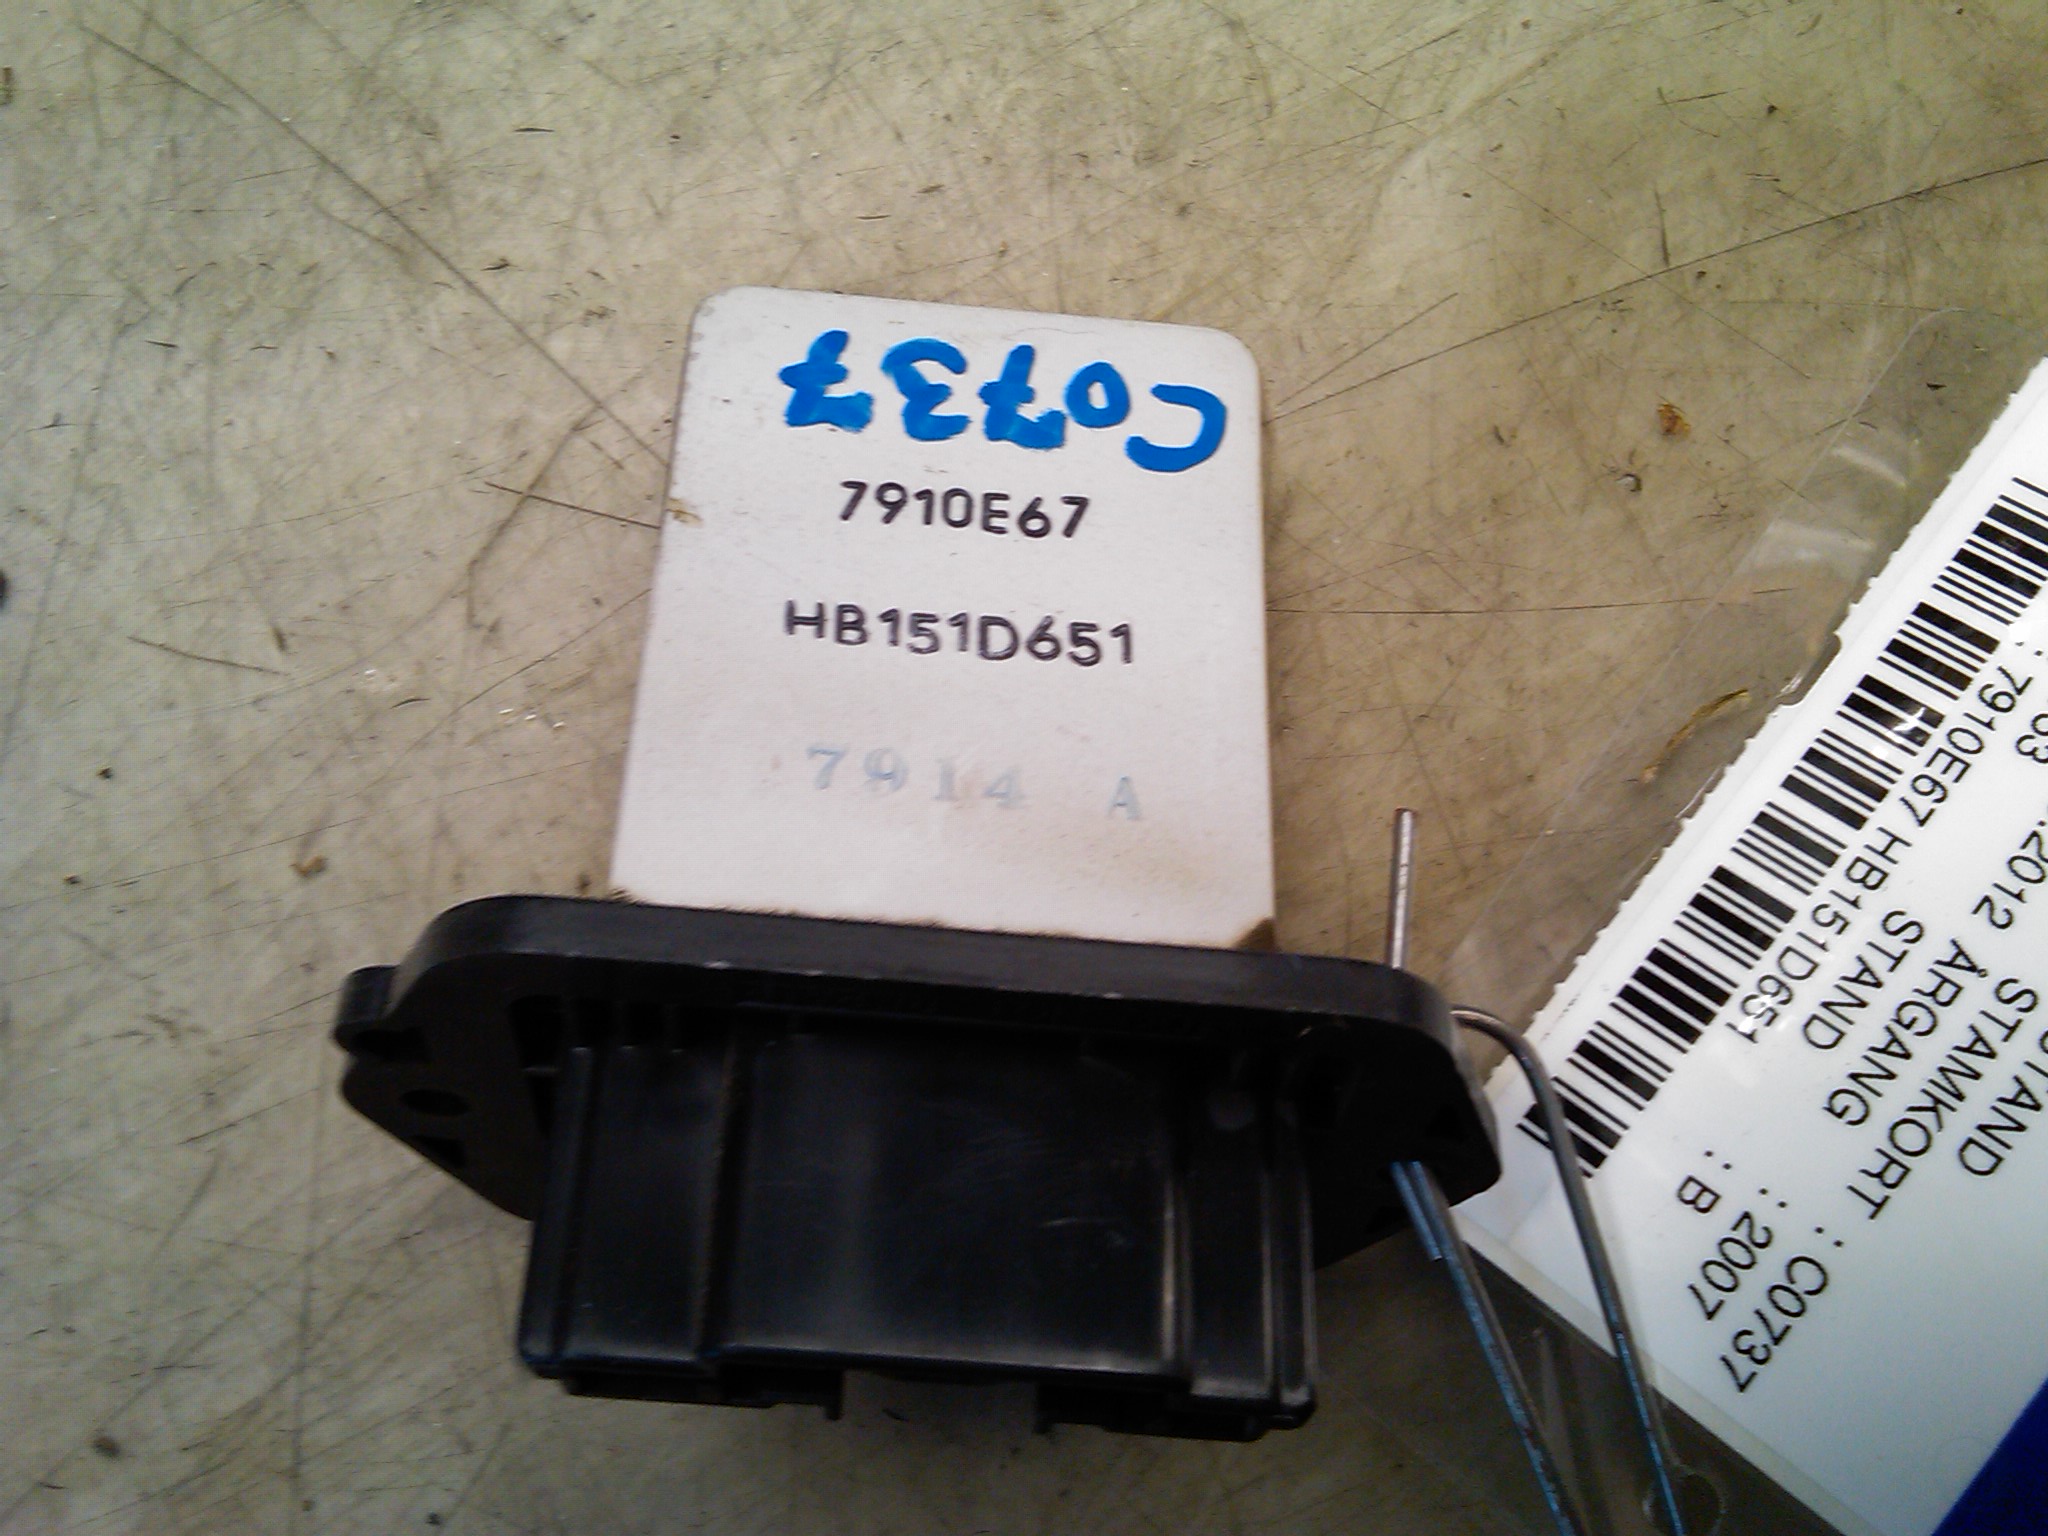 C0737
7910E67
HB151D651
7914 A
STAND
STAMKORT : C0737
.2012 ÅRGANG : 2007
STAND : B
: 7910E67 HB151D651